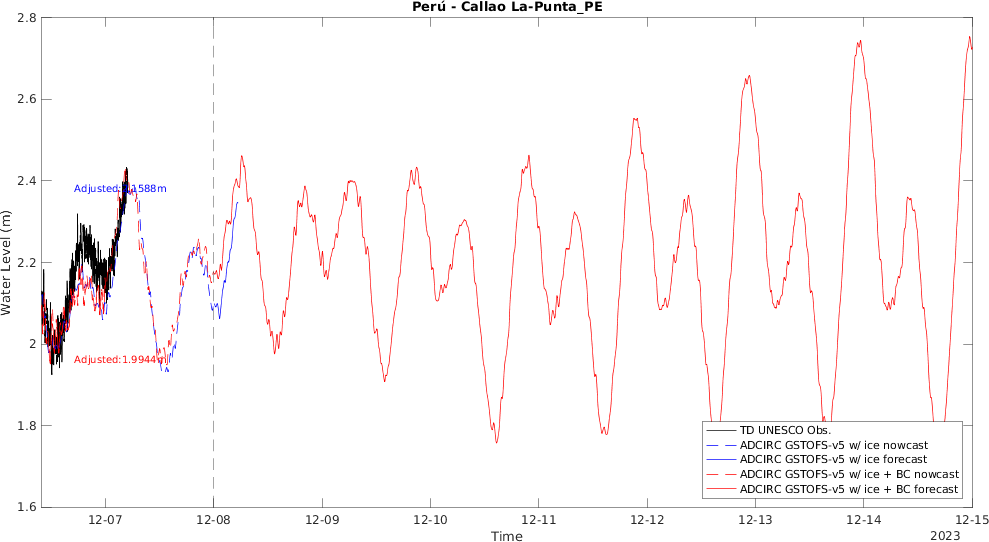 Perú - Callao La-Punta_PE
2.8
2.6
2.4
2.2
2
1.8
1.6
Water Level (m)
Adjusted:
1588m
Adjusted:1.9944m
TD UNESCO Obs.
ADCIRC GSTOFS-v5 w/ ice nowcast
ADCIRC GSTOFS-v5 w/ ice forecast
ADCIRC GSTOFS-v5 w/ ice + BC nowcast
ADCIRC GSTOFS-v5 w/ ice + BC forecast
12-07 12-08 12-09 12-10 12-11 12-12 12-13 12-14 12-15
Time
2023